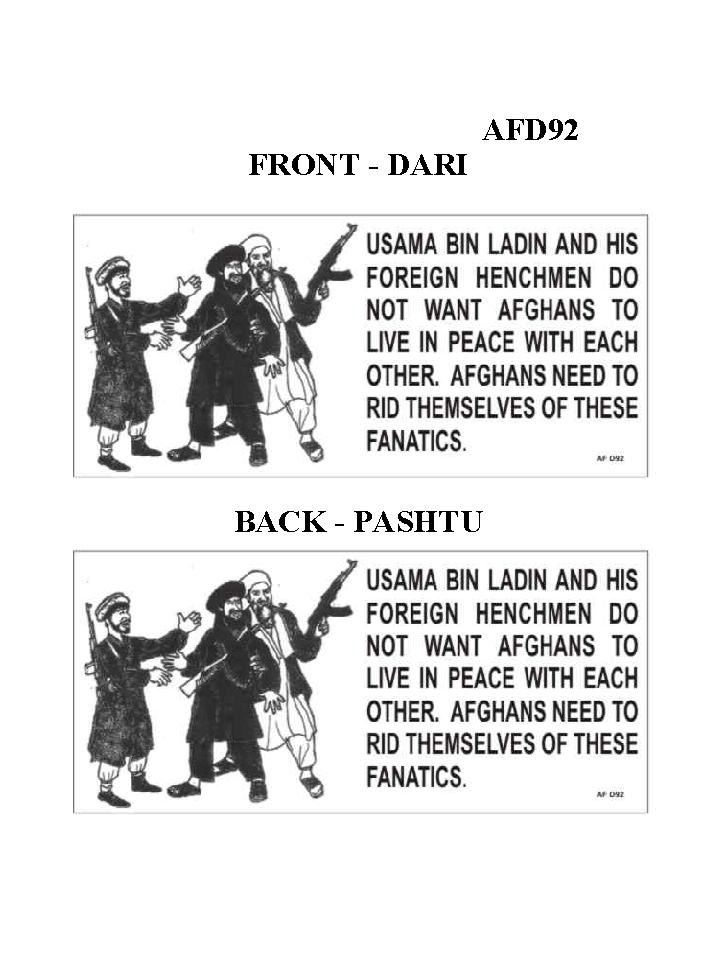 AFD92
FRONT - DARI
USAMA BIN LADIN AND HIS
FOREIGN HENCHMEN DO
NOT WANT AFGHANS TO
LIVE IN PEACE WITH EACH
OTHER. AFGHANS NEED TO
RID THEMSELVES OF THESE
FANATICS.
AF D92
BACK - PASHTU
USAMA BIN LADIN AND HIS
FOREIGN HENCHMEN DO
NOT WANT AFGHANS TO
LIVE IN PEACE WITH EACH
OTHER. AFGHANS NEED TO
RID THEMSELVES OF THESE
FANATICS.
AF D92